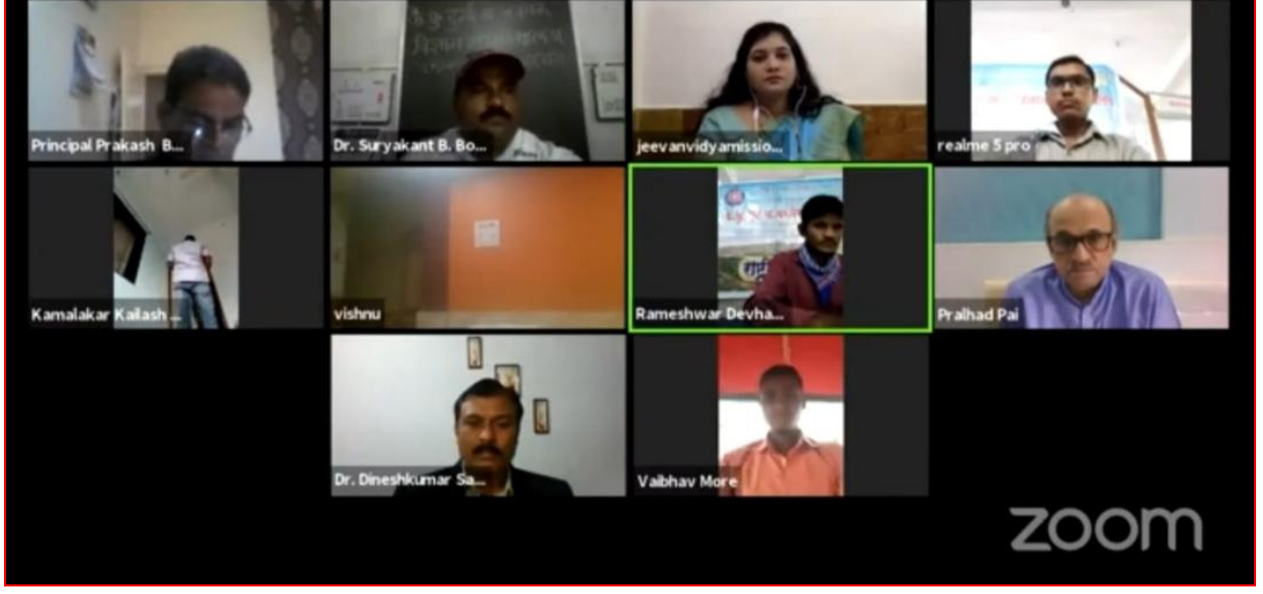 Principal Prakash B...
Dr. Suryakant B. Bo...
jeevanvidyamissio...
realme 5 pro
Kamalakar Kailash ...
vishnu
Rameshwar Devha...
Pralhad Pai
Dr. Dineshkumar Sa...
Vaibhav More
zoom